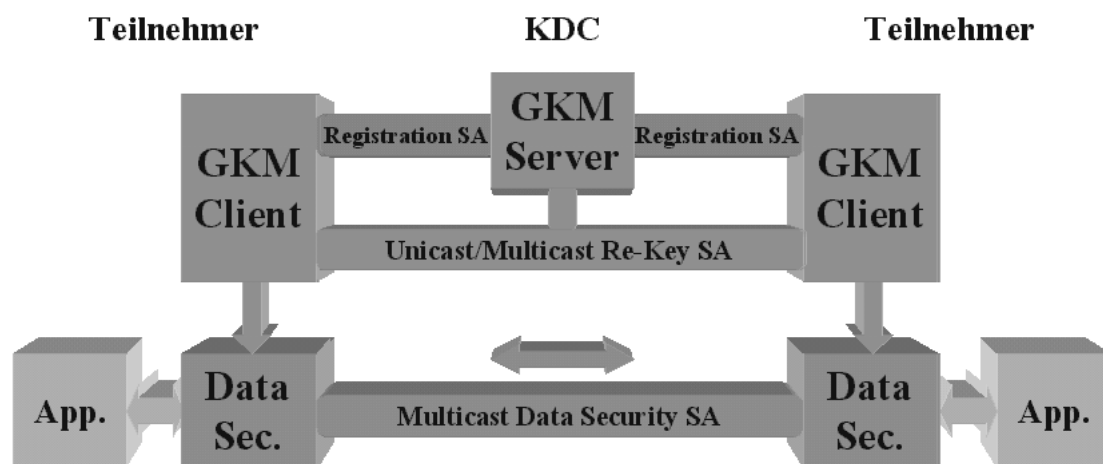 Teilnehmer
KDC
Teilnehmer
GKM
Client
Registration SA
GKM
Server
Registration SA
GKM
Client
Unicast/Multicast Re-Key SA
App.
Data
Sec.
Multicast Data Security SA
Data
Sec.
App.